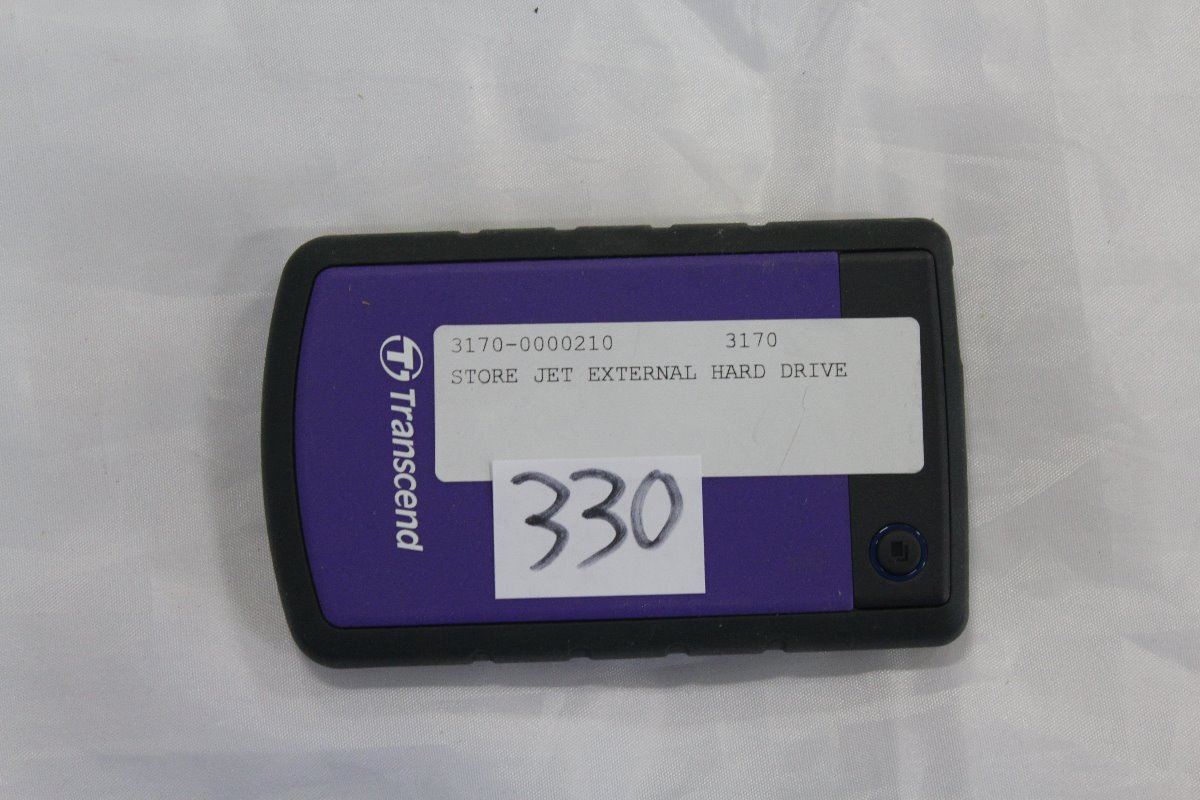 3170-0000210 3170
STORE JET EXTERNAL HARD DRIVE
Transcend
330